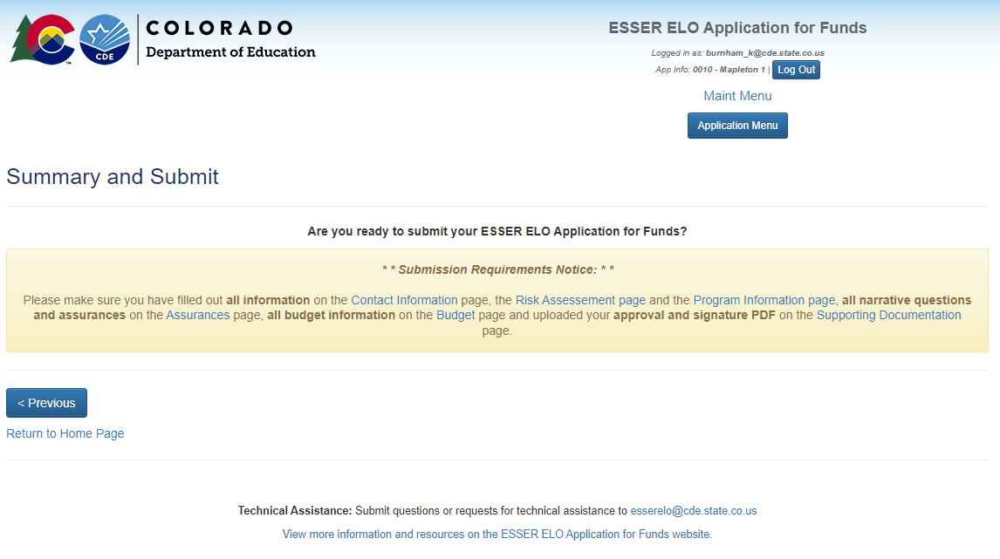 COLORADO
Department of Education
CDE
TM
ESSER ELO Application for Funds
Logged in as: burnham_k@cde.state.co.us
App Info: 0010 - Mapleton 1 | Log Out
Maint Menu
Application Menu
Summary and Submit
Are you ready to submit your ESSER ELO Application for Funds?
* * Submission Requirements Notice: * *
Please make sure you have filled out all information on the Contact Information page, the Risk Assessement page and the Program Information page, all narrative questions
and assurances on the Assurances page, all budget information on the Budget page and uploaded your approval and signature PDF on the Supporting Documentation
page.
< Previous
Return to Home Page
Technical Assistance: Submit questions or requests for technical assistance to esserelo@cde.state.co.us
View more information and resources on the ESSER ELO Application for Funds website.